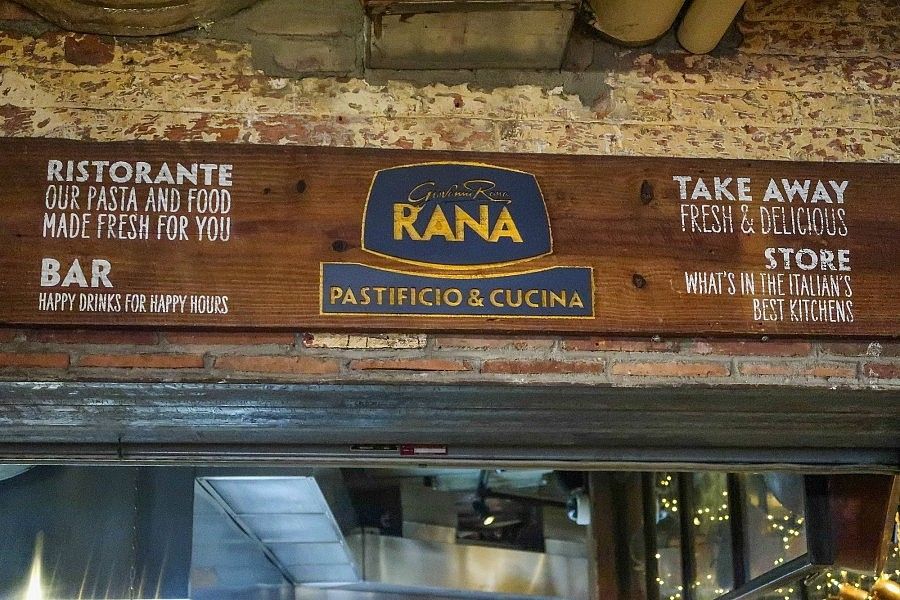 RISTORANTE
OUR PASTA AND FOOD
MADE FRESH FOR YOU
BAR
HAPPY DRINKS FOR HAPPY HOURS
Giovanni Rana
RANA
PASTIFICIO & CUCINA
TAKE AWAY
FRESH & DELICIOUS
STORE
WHAT'S IN THE ITALIAN'S
BEST KITCHENS